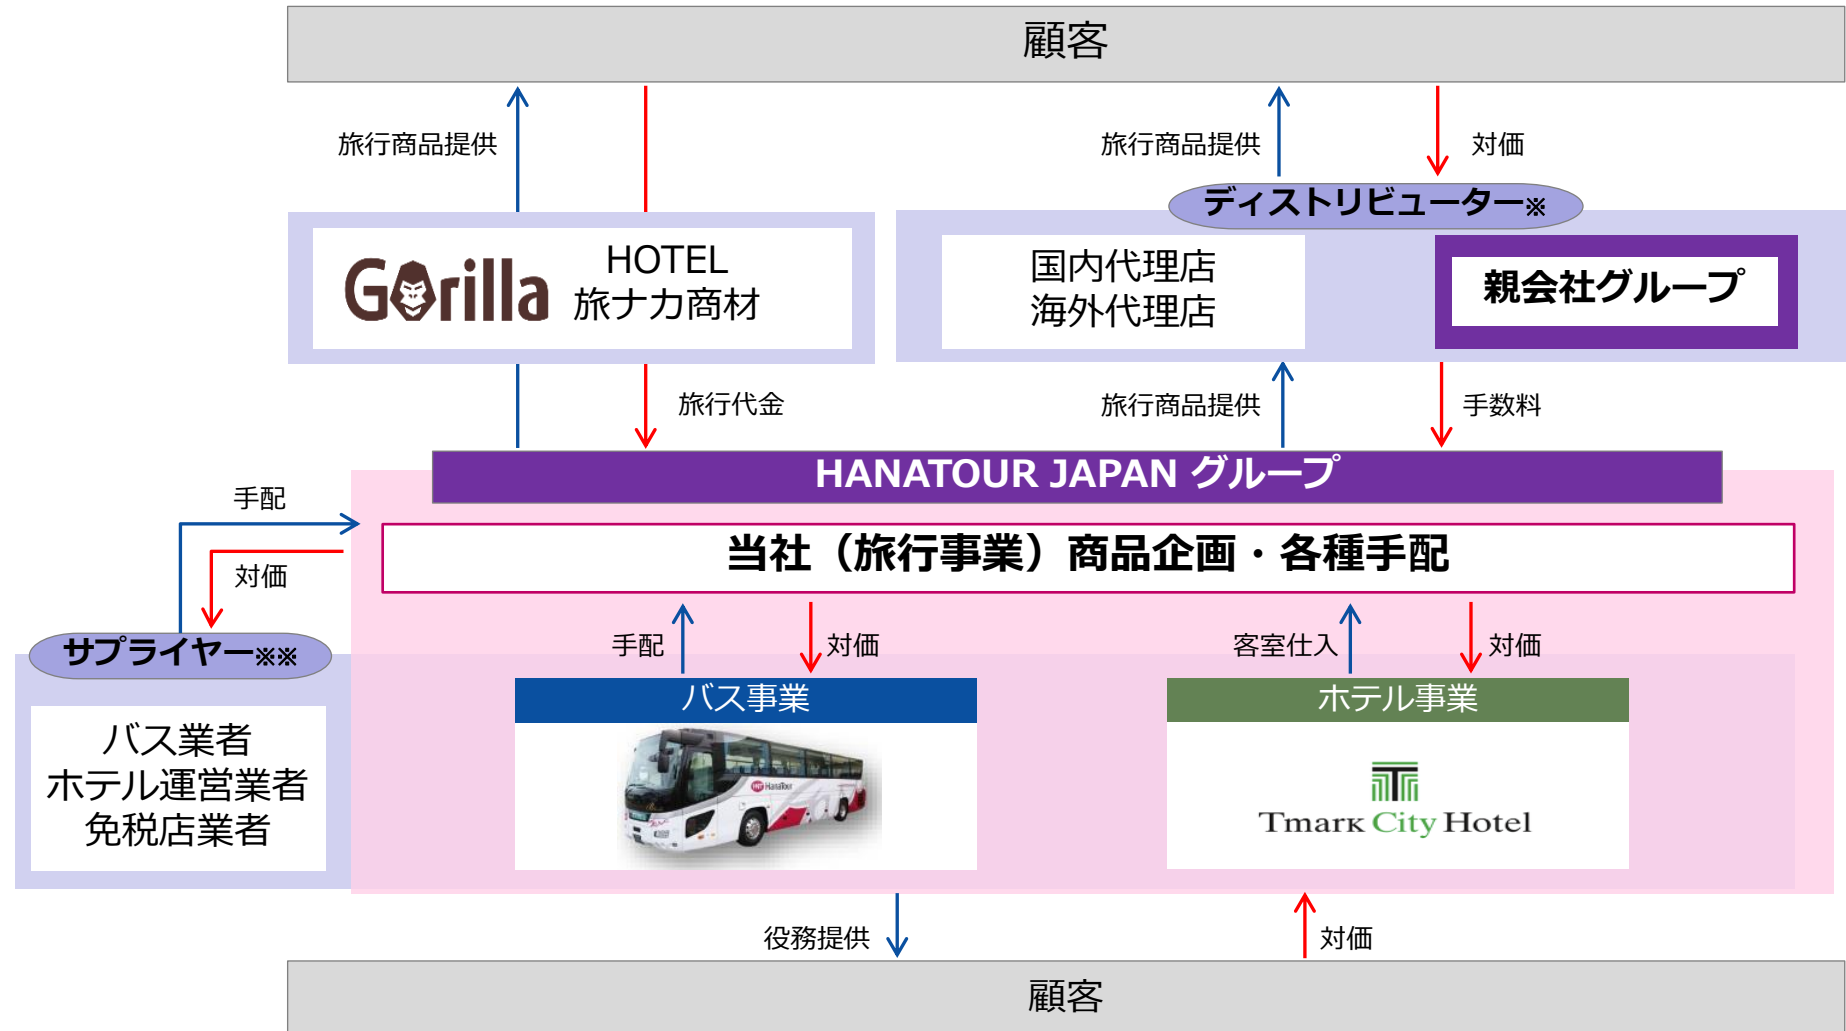 顧客
旅行商品提供
旅行商品提供
対価
ディストリビューター※
Gorilla
HOTEL
旅ナカ商材
国内代理店
海外代理店
親会社グループ
旅行代金
旅行商品提供
手数料
HANATOUR JAPAN グループ
手配
当社（旅行事業）商品企画・各種手配
対価
サプライヤー※※
手配
対価
客室仕入
対価
バス事業
ホテル事業
バス業者
ホテル運営業者
免税店業者
HanaTour
Tmark City Hotel
役務提供
対価
顧客